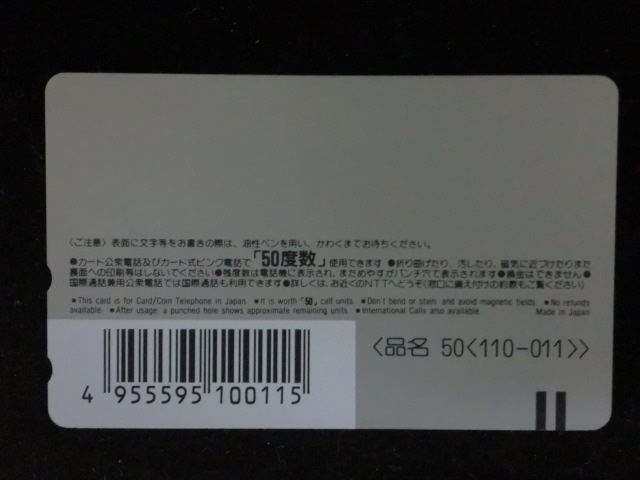 〈ご注意〉表面に文字等をお書きの際は、油性ペンを用い、かわくまでお待ちください。
●カード公衆電話及びカード式ピンク電話で「50度数」使用できます ●折り曲げたり、汚したり、磁気に近づけたりまた
裏面への印刷等はしないでください ●残度数は電話機に表示され、まためやすがパンチ穴で表示されます ●換金はできません ●
国際通話兼用公衆電話では国際通話も利用できます ●詳しくは、お近くのNTTへどうぞ(窓口に備え付けの約款もご覧ください)
■ This card is for Card/Coin Telephone in Japan ■ It is worth「50」call units ■ Don't bend or stain and avoid magnetic fields. ■ No refunds
available. ■ After usage, a punched hole shows approximate remaining units. ■ International Calls also available. Made in Japan
〈品名 50〈110-011〉〉
4 955595 100115